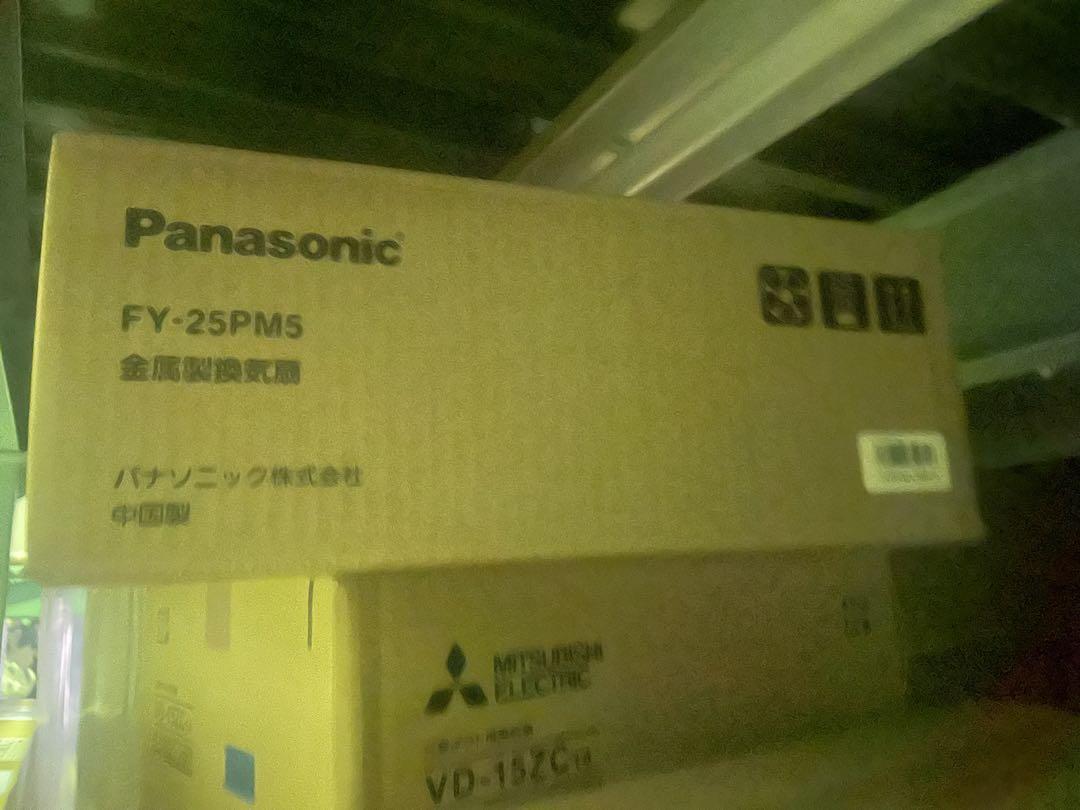 Panasonic
FY-25PM5
金属製換気扇
パナソニック株式会社
中国製
MITSUBISHI
ELECTRIC
VD-15ZC